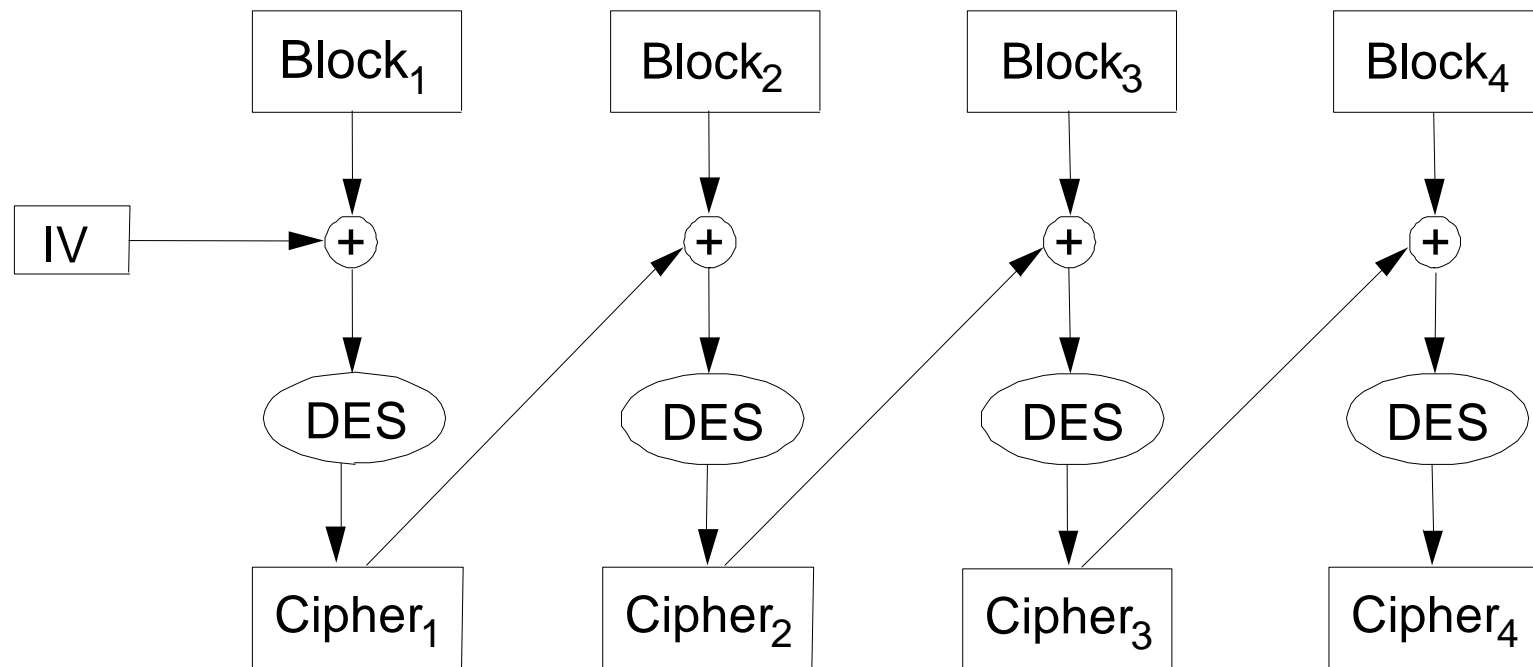 Block₁ Block₂ Block₃ Block₄
IV + + + +
DES DES DES DES
Cipher₁ Cipher₂ Cipher₃ Cipher₄